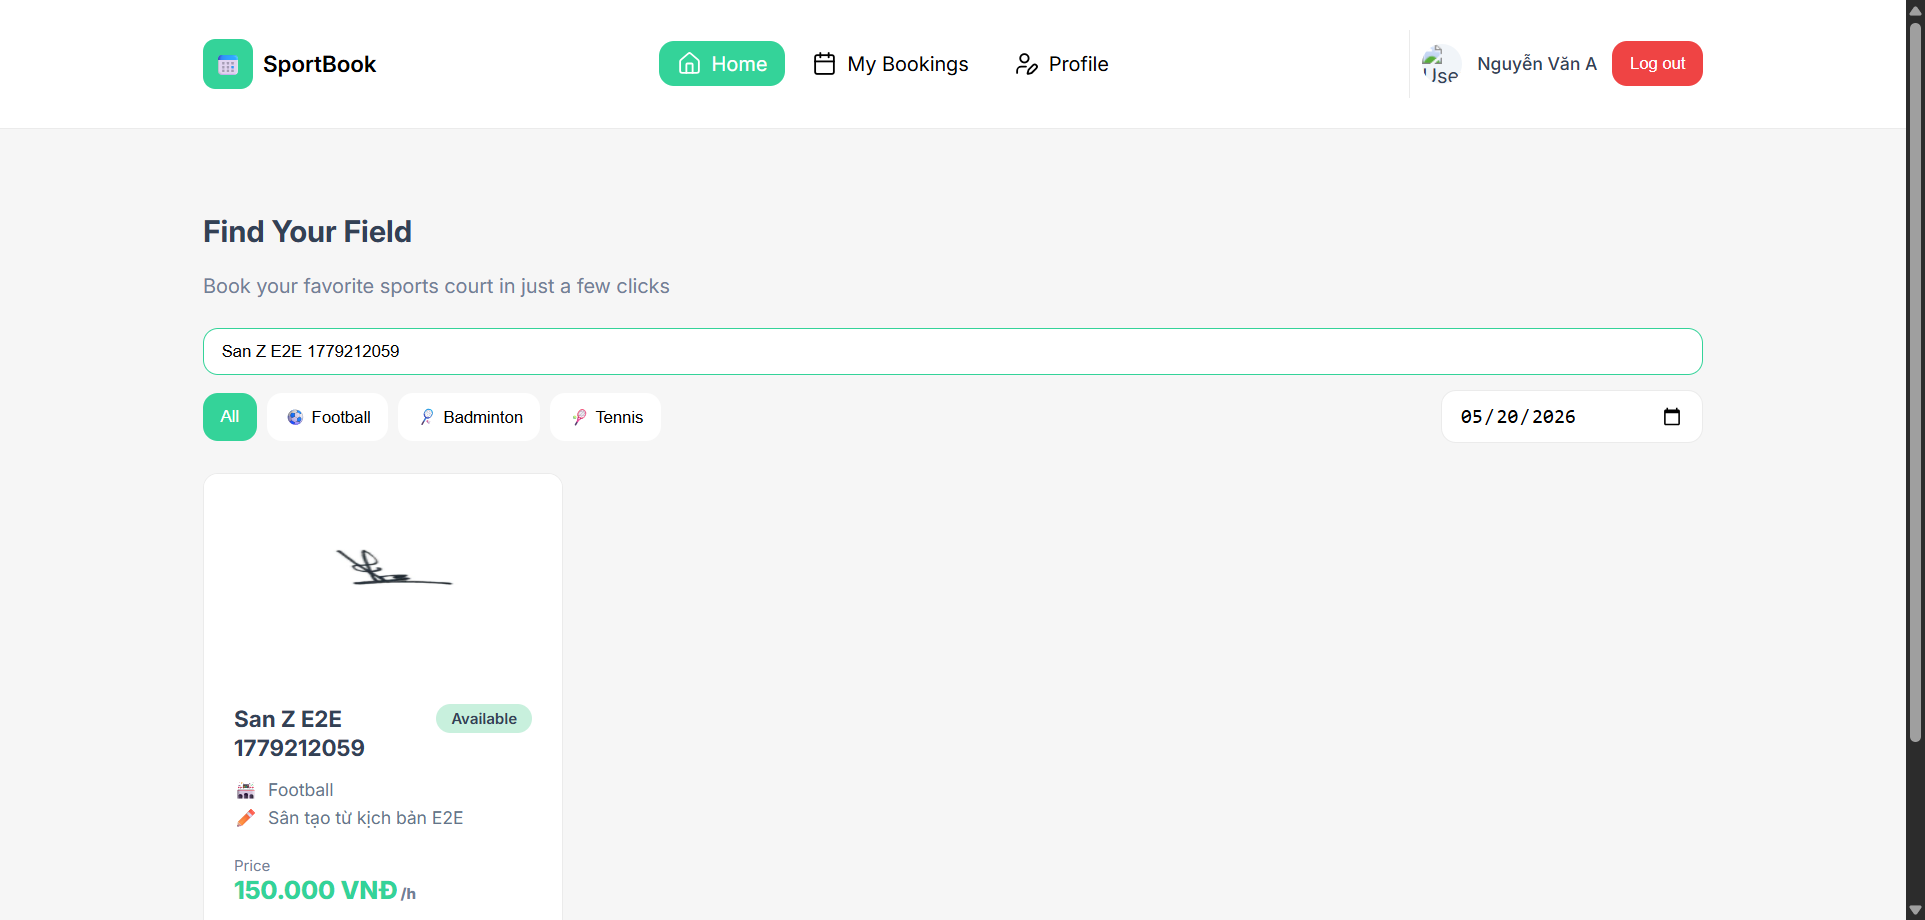 SportBook
Home
My Bookings
Profile
Use
Nguyễn Văn A
Log out
Find Your Field
Book your favorite sports court in just a few clicks
San Z E2E 1779212059
All
Football
Badminton
Tennis
05/20/2026
San Z E2E
1779212059
Available
Football
Sân tạo từ kịch bản E2E
Price
150.000 VNĐ /h